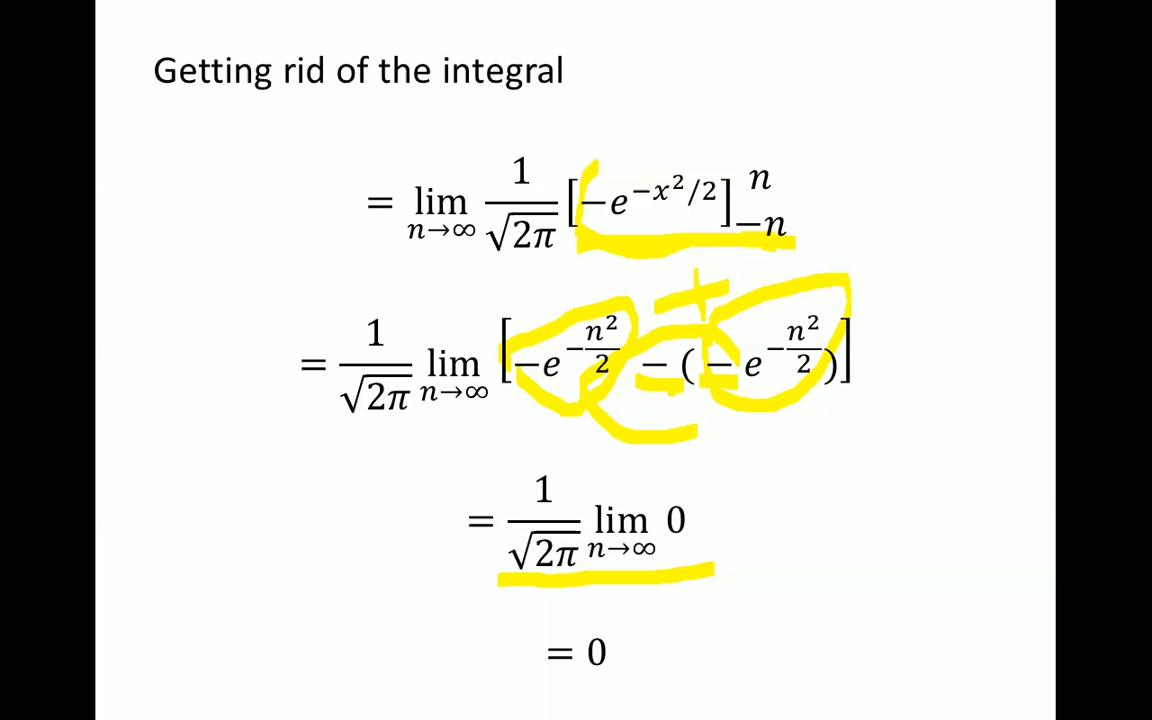 Getting rid of the integral
= lim_{n→∞} 1/√(2π) [−e^{−x²/2}]_{−n}^{n}
= 1/√(2π) lim_{n→∞} [−e^{−n²/2} − (−e^{−n²/2})]
+
= 1/√(2π) lim_{n→∞} 0
= 0